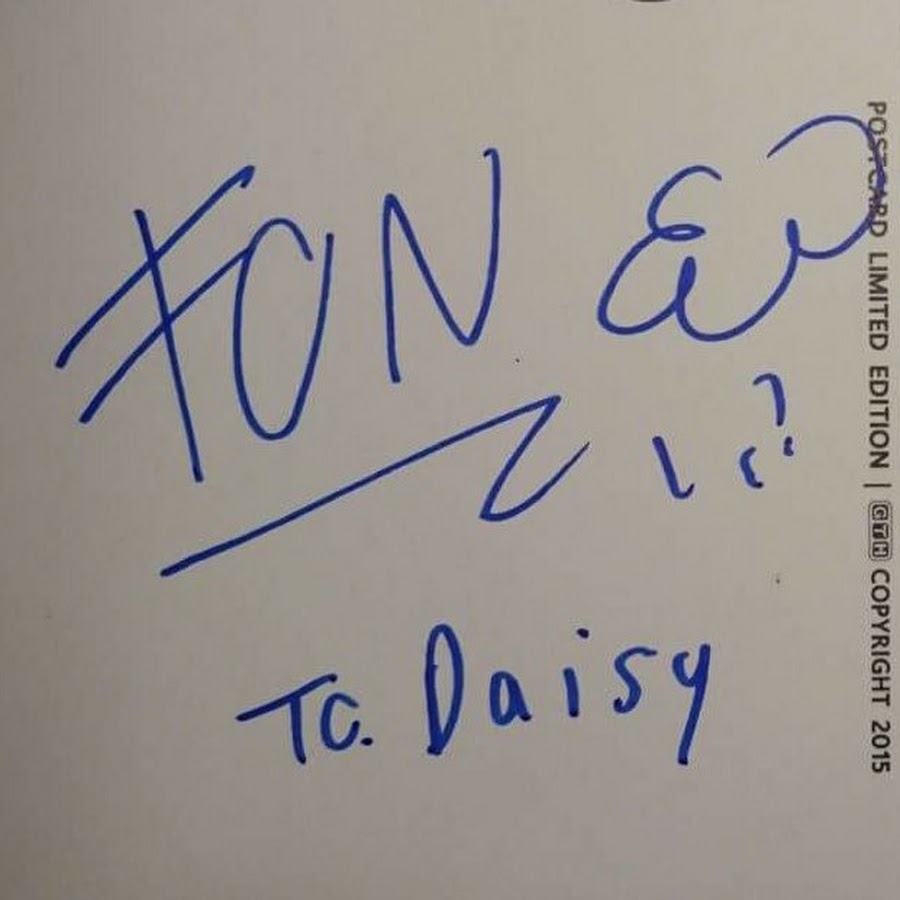 FON
To. Daisy
POSTCARD LIMITED EDITION | GTH COPYRIGHT 2015